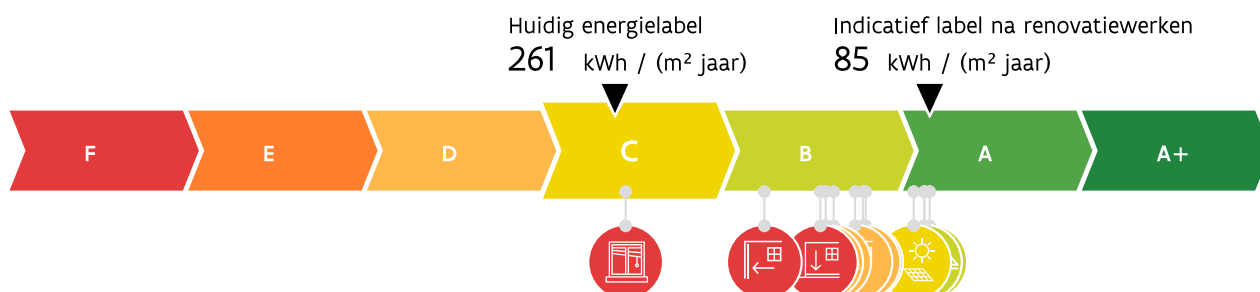 Huidig energielabel
261 kWh / (m² jaar)
Indicatief label na renovatiewerken
85 kWh / (m² jaar)
F E D C B A A+